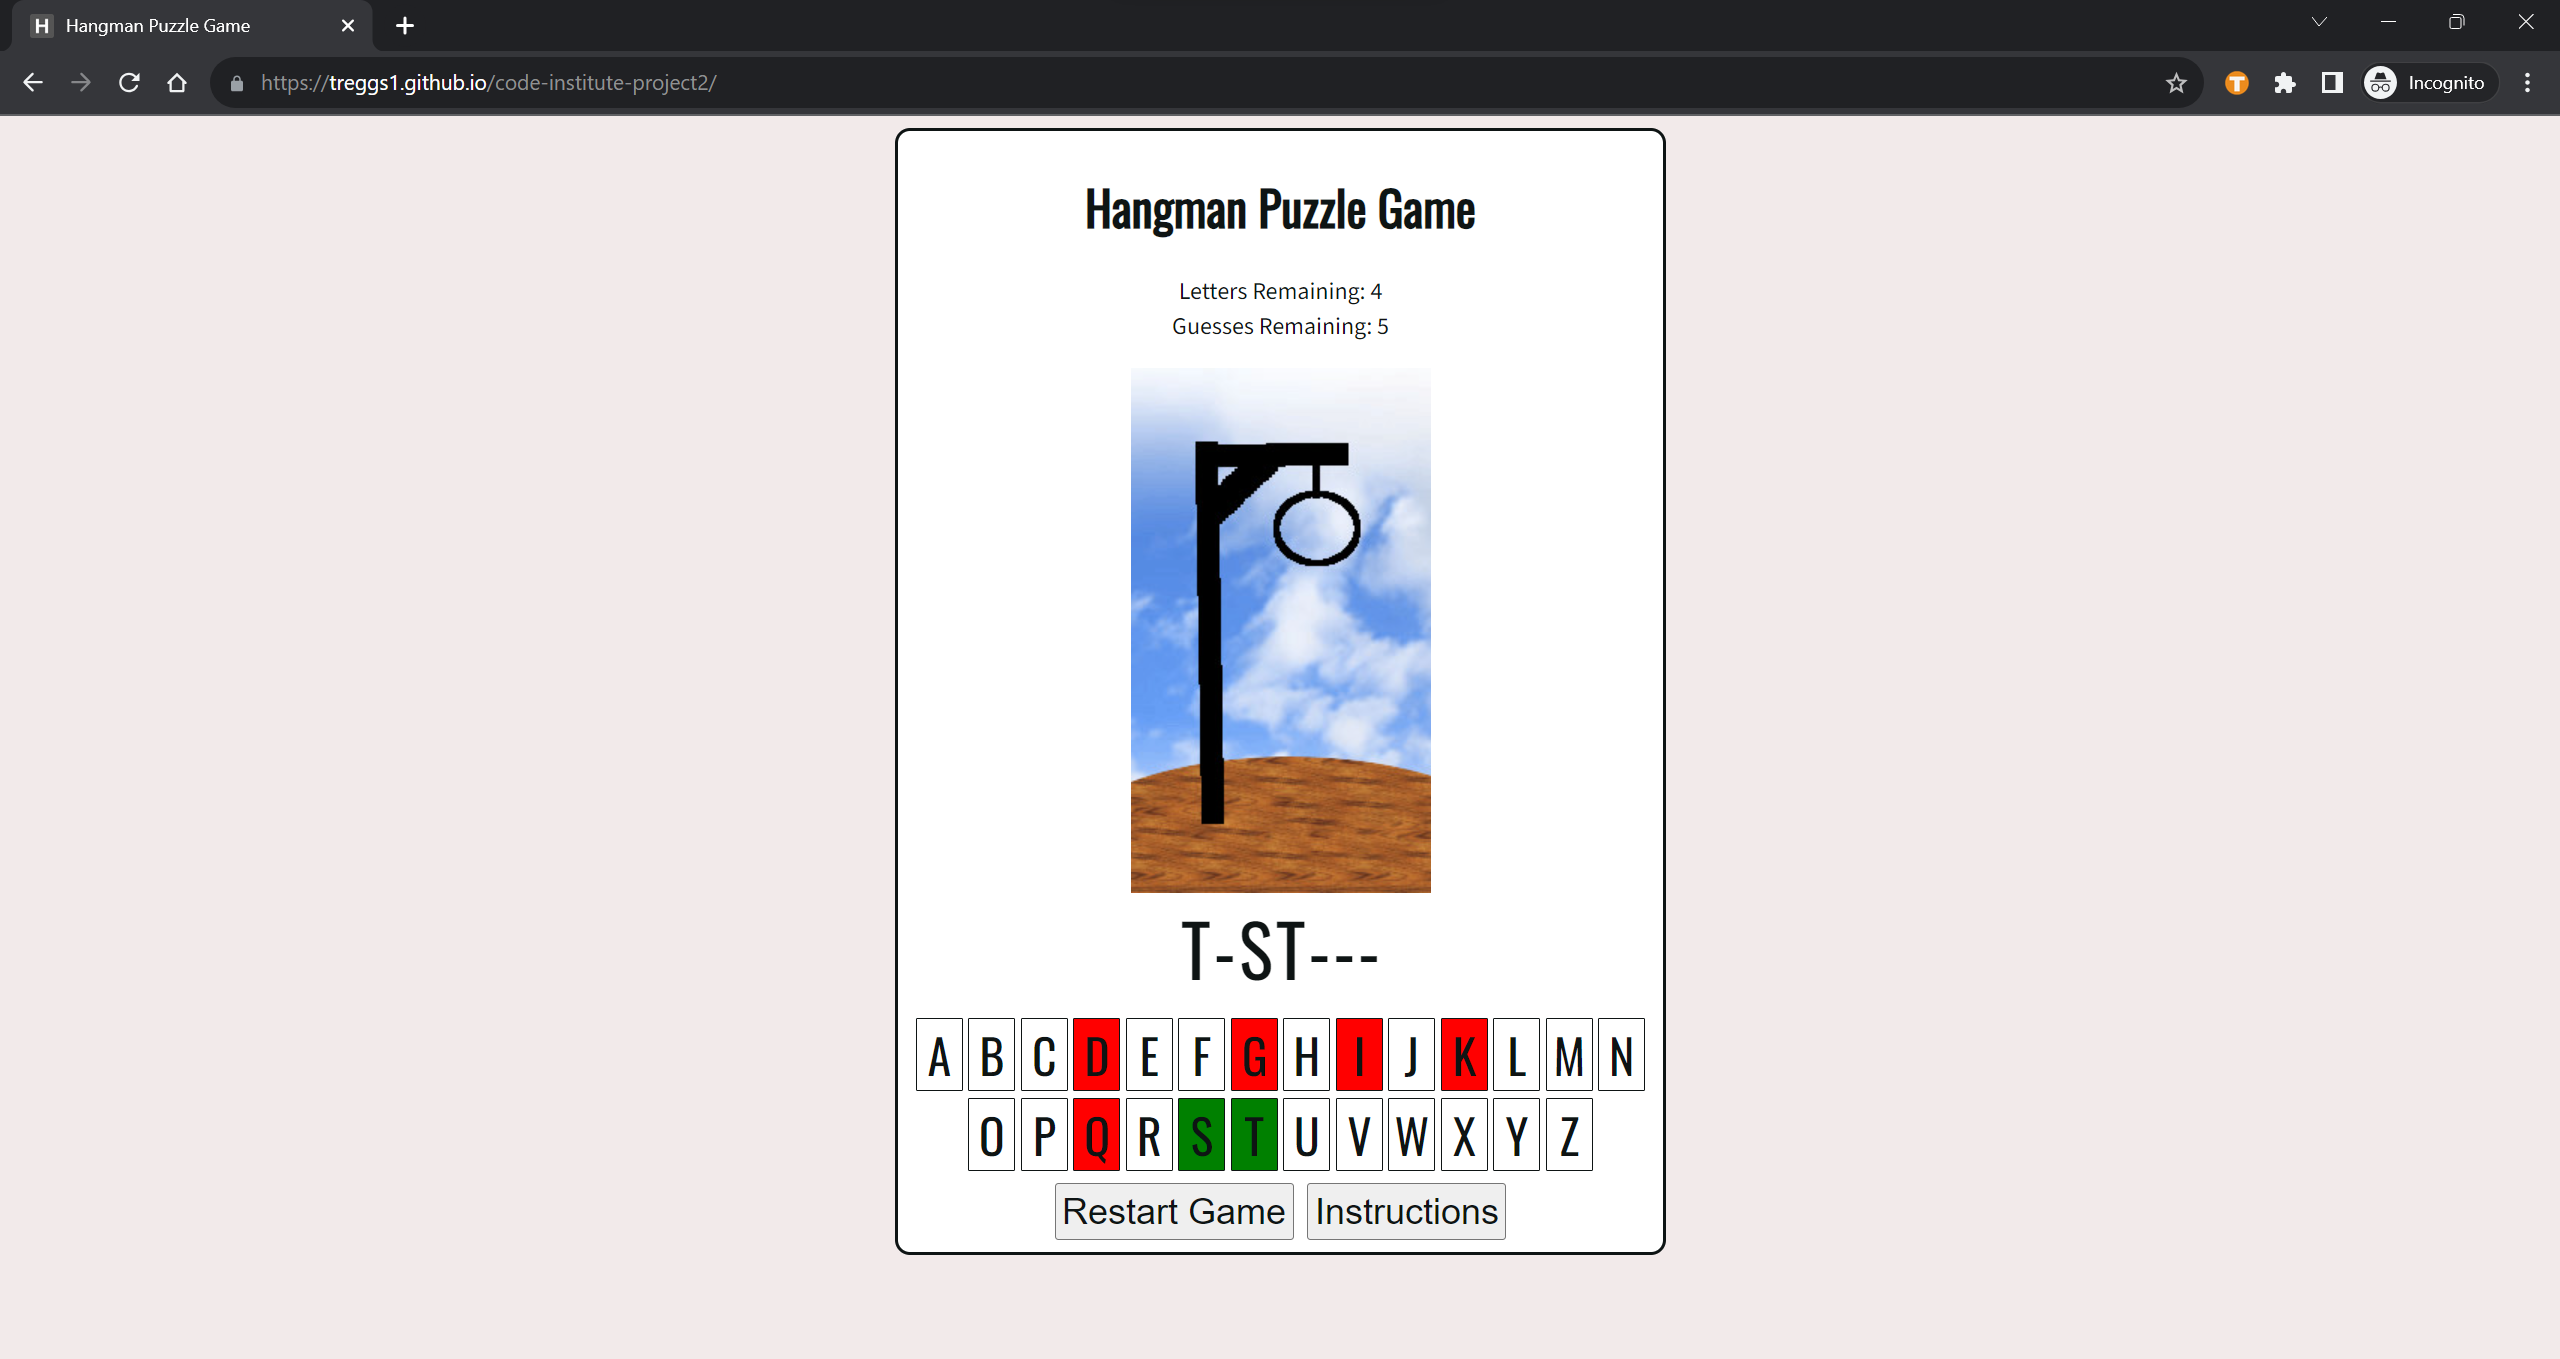 H Hangman Puzzle Game
https://treggs1.github.io/code-institute-project2/
T
Incognito
Hangman Puzzle Game
Letters Remaining: 4
Guesses Remaining: 5
T-ST---
A B C D E F G H I J K L M N
O P Q R S T U V W X Y Z
Restart Game Instructions